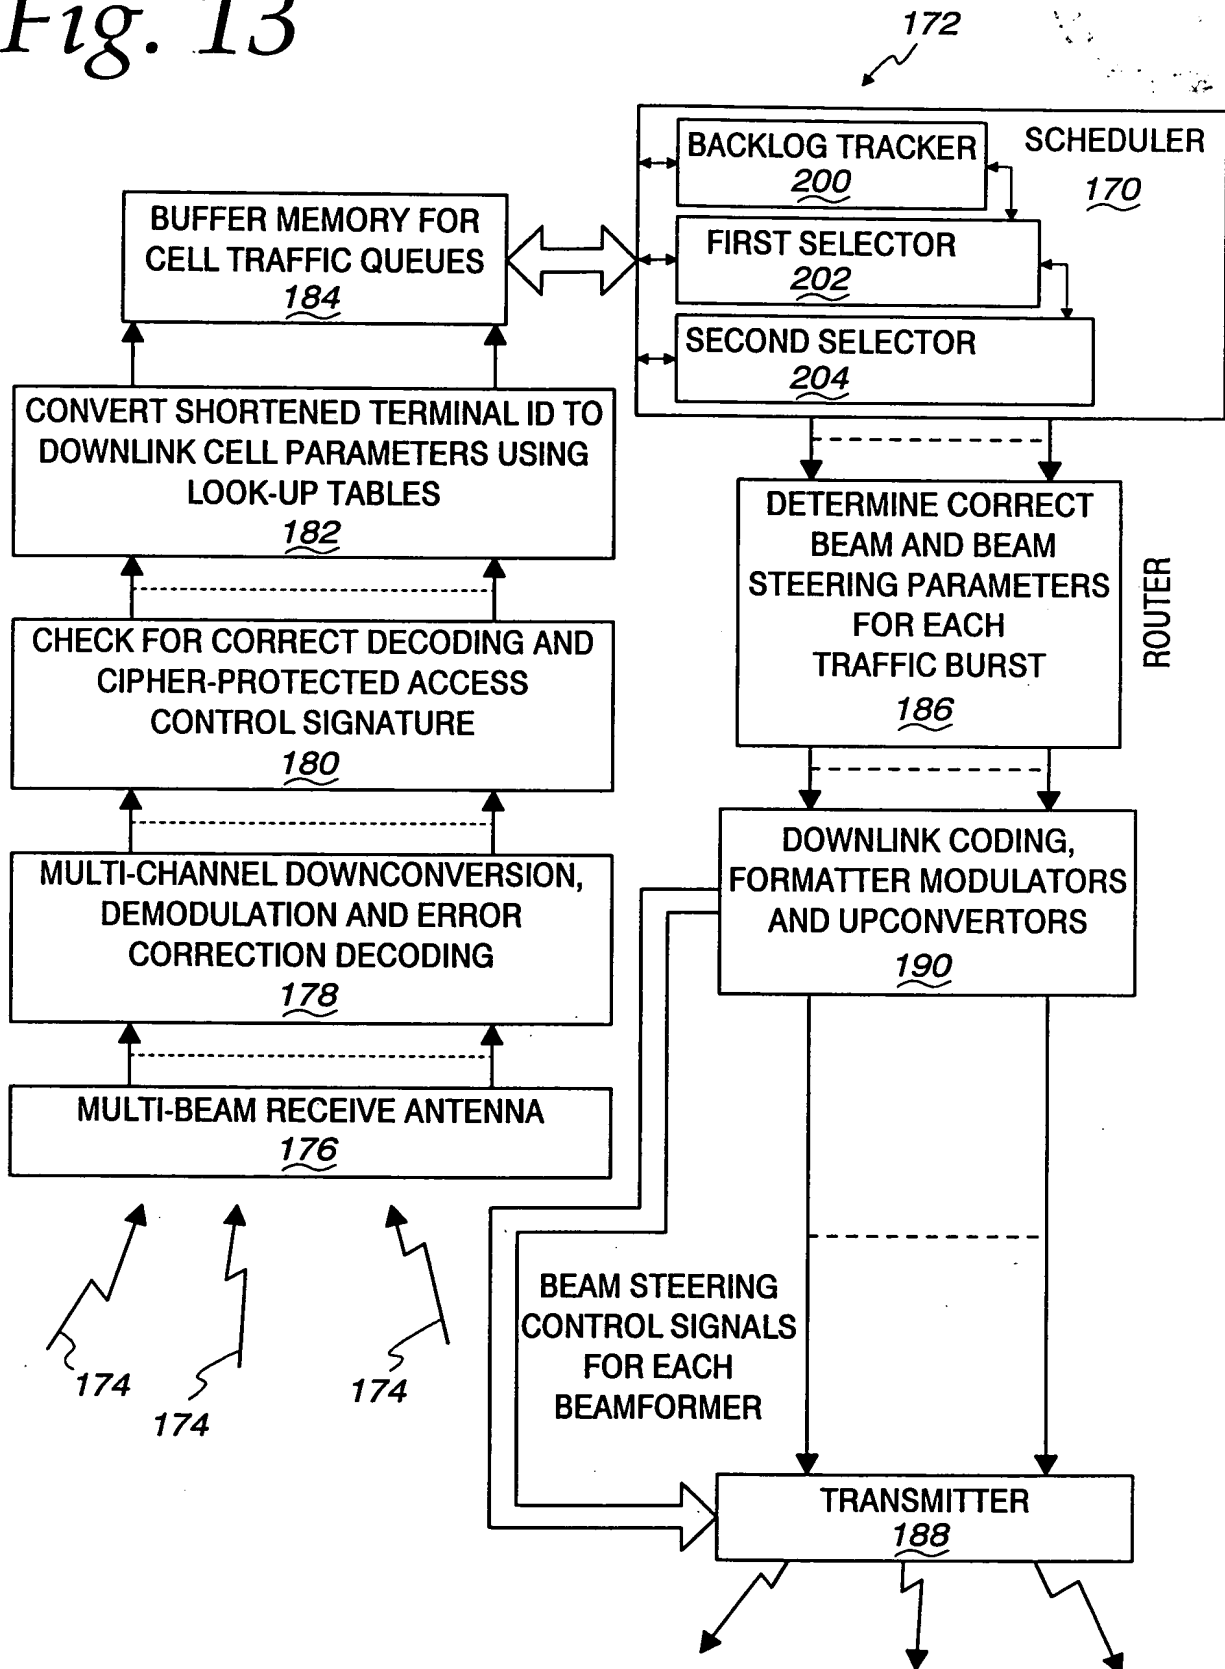 Fig. 13
172
SCHEDULER
170
BACKLOG TRACKER
200
FIRST SELECTOR
202
SECOND SELECTOR
204
BUFFER MEMORY FOR
CELL TRAFFIC QUEUES
184
CONVERT SHORTENED TERMINAL ID TO
DOWNLINK CELL PARAMETERS USING
LOOK-UP TABLES
182
CHECK FOR CORRECT DECODING AND
CIPHER-PROTECTED ACCESS
CONTROL SIGNATURE
180
MULTI-CHANNEL DOWNCONVERSION,
DEMODULATION AND ERROR
CORRECTION DECODING
178
MULTI-BEAM RECEIVE ANTENNA
176
174
174
174
DETERMINE CORRECT
BEAM AND BEAM
STEERING PARAMETERS
FOR EACH
TRAFFIC BURST
186
ROUTER
DOWNLINK CODING,
FORMATTER MODULATORS
AND UPCONVERTORS
190
BEAM STEERING
CONTROL SIGNALS
FOR EACH
BEAMFORMER
TRANSMITTER
188